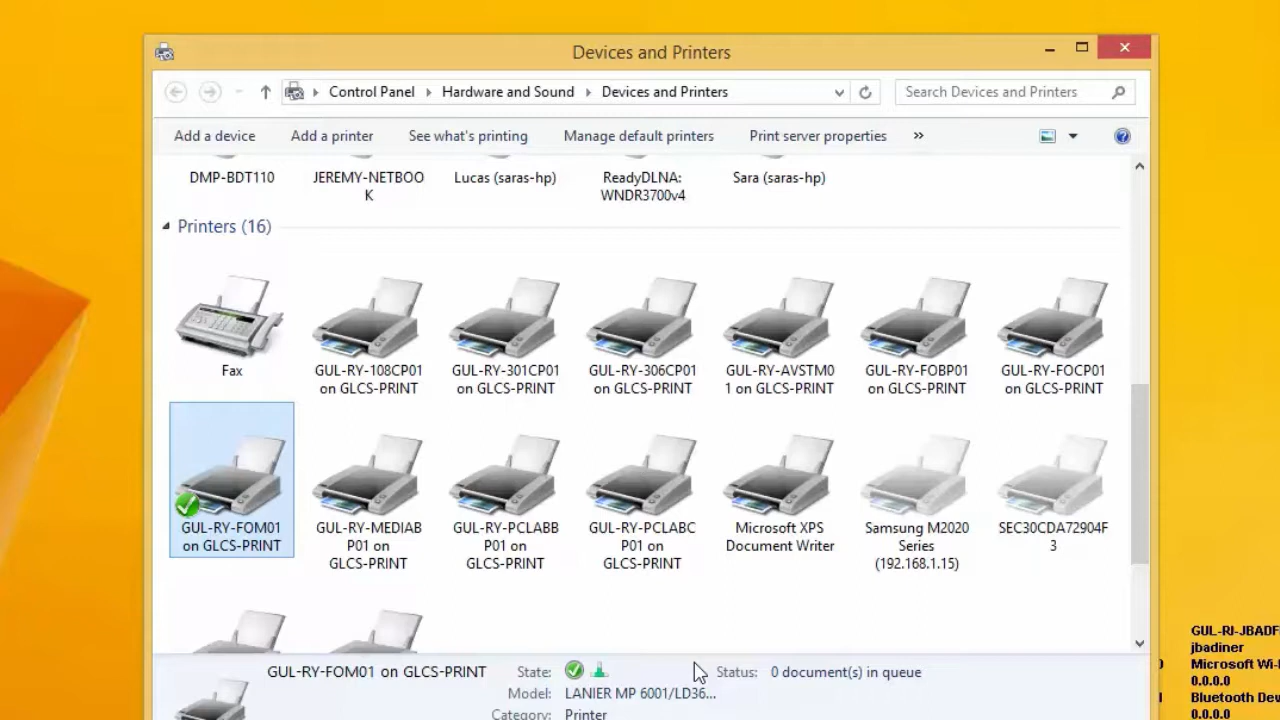 Devices and Printers
Control Panel Hardware and Sound Devices and Printers Search Devices and Printers
Add a device Add a printer See what's printing Manage default printers Print server properties »
DMP-BDT110 JEREMY-NETBOO Lucas (saras-hp) ReadyDLNA: Sara (saras-hp)
K WNDR3700v4
Printers (16)
Fax GUL-RY-108CP01 GUL-RY-301CP01 GUL-RY-306CP01 GUL-RY-AVSTM0 GUL-RY-FOBP01 GUL-RY-FOCP01
on GLCS-PRINT on GLCS-PRINT on GLCS-PRINT 1 on GLCS-PRINT on GLCS-PRINT on GLCS-PRINT
GUL-RY-FOM01 GUL-RY-MEDIAB GUL-RY-PCLABB GUL-RY-PCLABC Microsoft XPS Samsung M2020 SEC30CDA72904F
on GLCS-PRINT P01 on P01 on P01 on Document Writer Series 3
GLCS-PRINT GLCS-PRINT GLCS-PRINT (192.168.1.15)
GUL-RY-FOM01 on GLCS-PRINT State: Status: 0 document(s) in queue
Model: LANIER MP 6001/LD36...
Category: Printer
GUL-RJ-JBADF
jbadiner
Microsoft Wi-
0.0.0.0
Bluetooth Dev
0.0.0.0